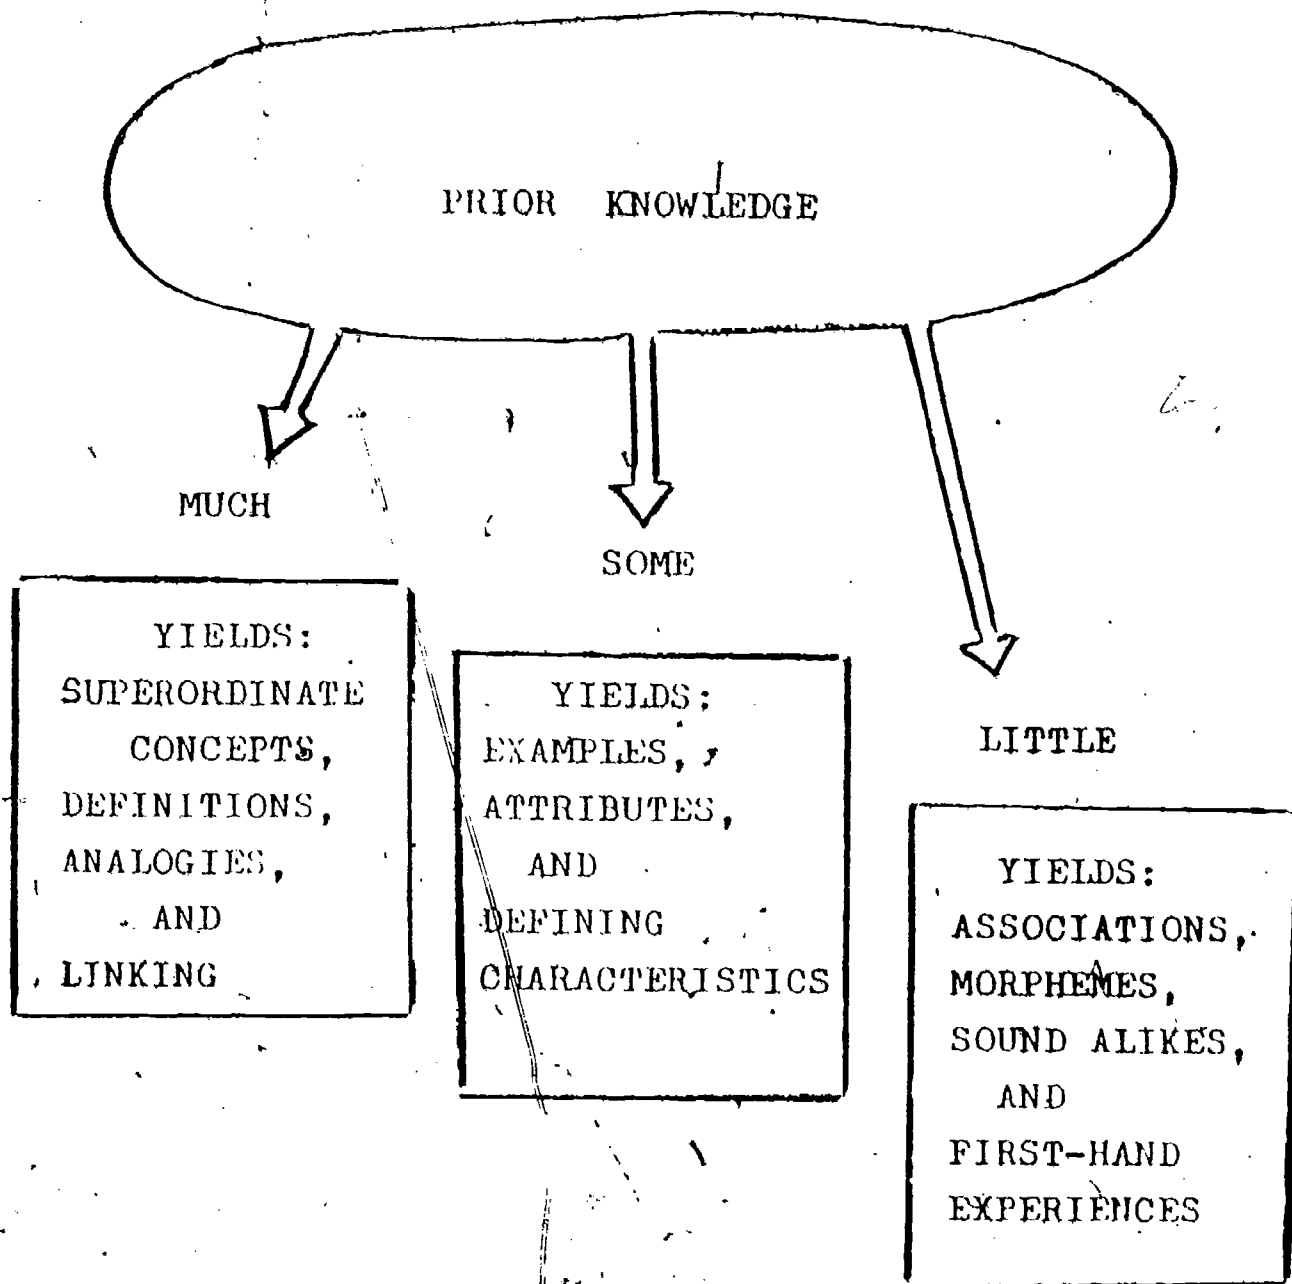 PRIOR KNOWLEDGE
MUCH
YIELDS:
SUPERORDINATE
CONCEPTS,
DEFINITIONS,
ANALOGIES,
AND
LINKING
SOME
YIELDS:
EXAMPLES,
ATTRIBUTES,
AND
DEFINING
CHARACTERISTICS
LITTLE
YIELDS:
ASSOCIATIONS,
MORPHEMES,
SOUND ALIKES,
AND
FIRST-HAND
EXPERIENCES